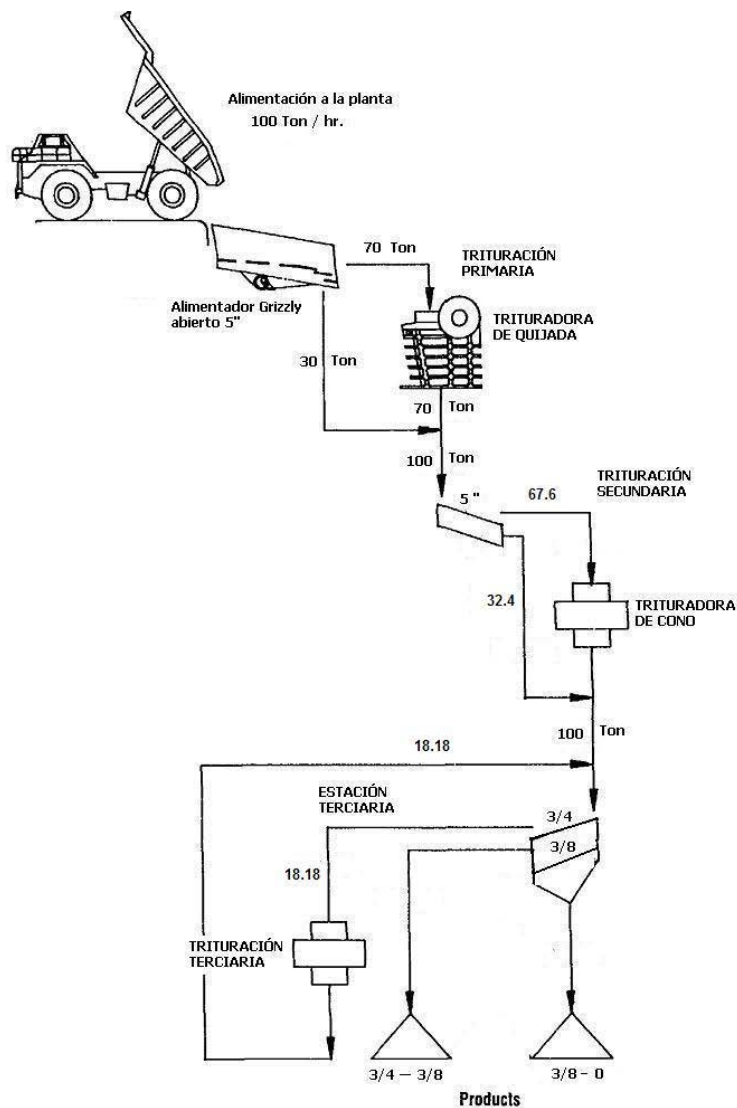 Alimentación a la planta
100 Ton / hr.
70 Ton
TRITURACIÓN
PRIMARIA
Alimentador Grizzly
abierto 5"
TRITURADORA
DE QUIJADA
30 Ton
70 Ton
100 Ton
5 "
67.6
TRITURACIÓN
SECUNDARIA
32.4
TRITURADORA
DE CONO
100 Ton
18.18
ESTACIÓN
TERCIARIA
3/4
3/8
18.18
TRITURACIÓN
TERCIARIA
3/4 — 3/8
3/8 - 0
Products